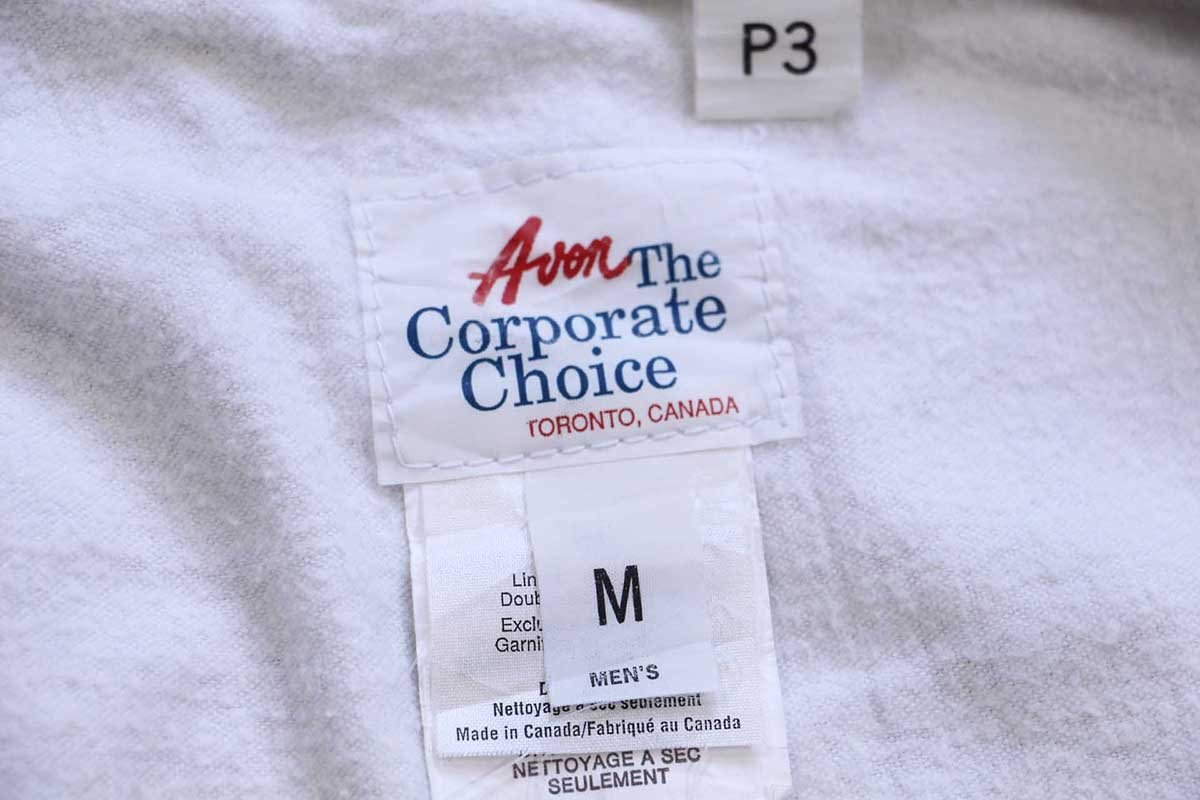 P3
Avon The
Corporate
Choice
TORONTO, CANADA
M
MEN'S
Nettoyage à sec seulement
Made in Canada/Fabriqué au Canada
NETTOYAGE A SEC
SEULEMENT